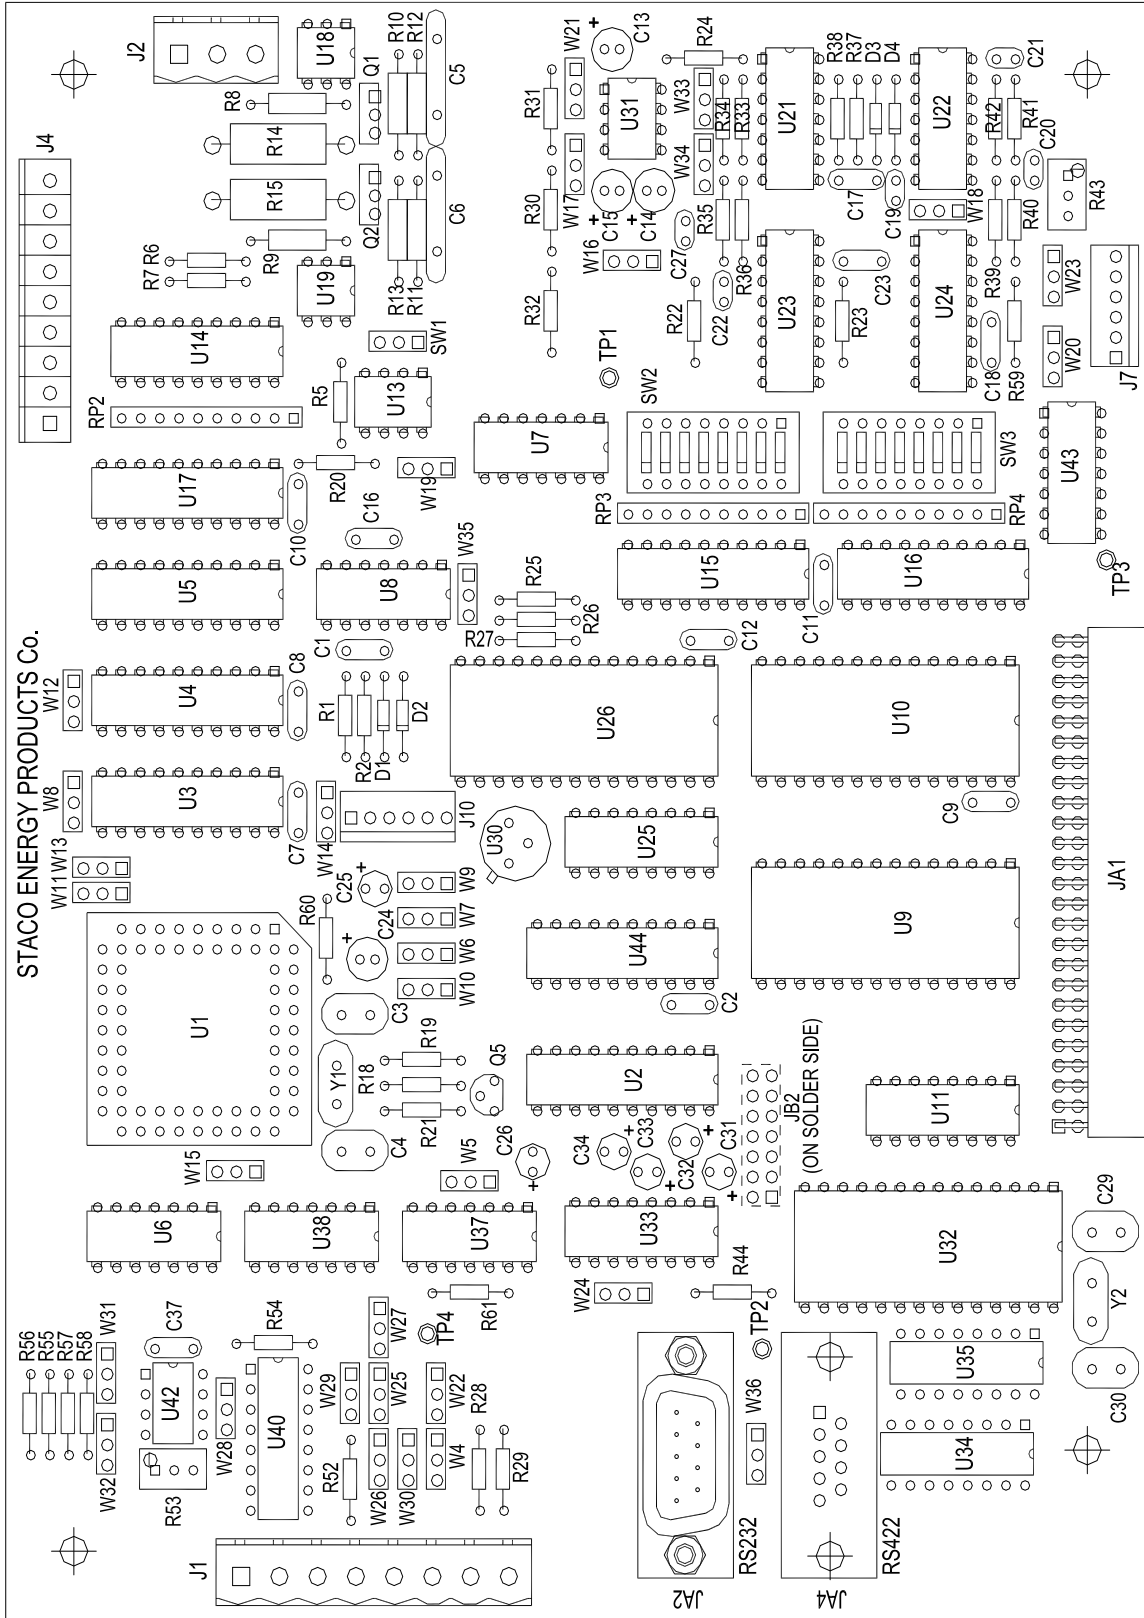 J2
U18
R10
R12
Q1
C5
R8
R14
R15
R9
Q2
C6
R6
R7
U19
R13
R11
J4
U14
SW1
RP2
R5
U13
W21
C13
R24
R31
U31
W33
R34
R33
U21
R38
R37
D3
D4
U22
C21
R42
R41
W34
W17
R30
C15
C14
C17
C19
W18
C20
R43
R40
R35
C27
W16
R36
R32
R22
C22
U23
C23
R23
U24
R39
W23
C18
R59
W20
J7
TP1
SW2
U7
SW3
U43
RP3
RP4
TP3
U17
R20
W19
C10
C16
U5
U8
W35
R25
R26
R27
U15
C11
U16
C12
C1
STACO ENERGY PRODUCTS Co.
W12
U4
C8
R1
R2
D1
D2
U26
U10
W8
U3
C7
W14
J10
U30
U25
C9
W13
W11
C25
W9
W7
C24
R60
W6
W10
U44
U9
JA1
U1
C3
C2
Y1
R18
R19
R21
Q5
U2
JB2
(ON SOLDER SIDE)
U11
C4
W15
W5
C26
C34
C33
C32
C31
U6
U38
U37
U33
U32
C29
W24
R44
R61
Y2
R56
R55
R57
R58
W31
C37
R54
W27
TP4
TP2
U35
C30
U42
W29
W25
W22
R28
W36
W32
W28
U40
U34
R53
R52
W26
W30
W4
R29
J1
RS232
JA2
RS422
JA4